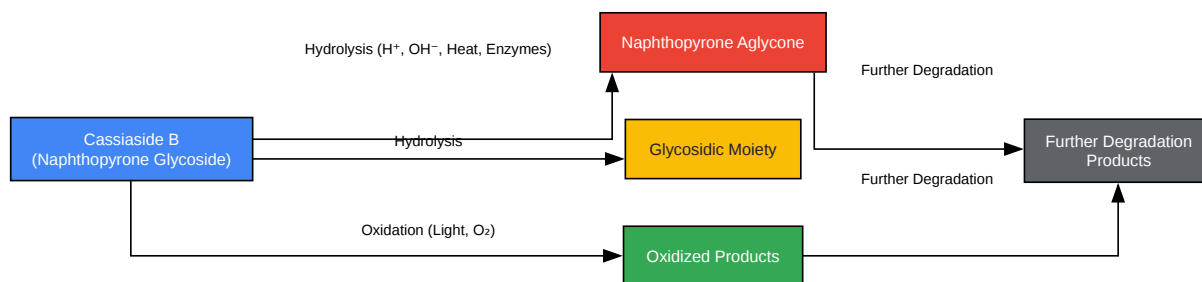 Naphthopyrone Aglycone
Hydrolysis (H⁺, OH⁻, Heat, Enzymes)
Further Degradation
Cassiaside B
(Naphthopyrone Glycoside)
Hydrolysis
Glycosidic Moiety
Further Degradation
Products
Further Degradation
Oxidation (Light, O₂)
Oxidized Products